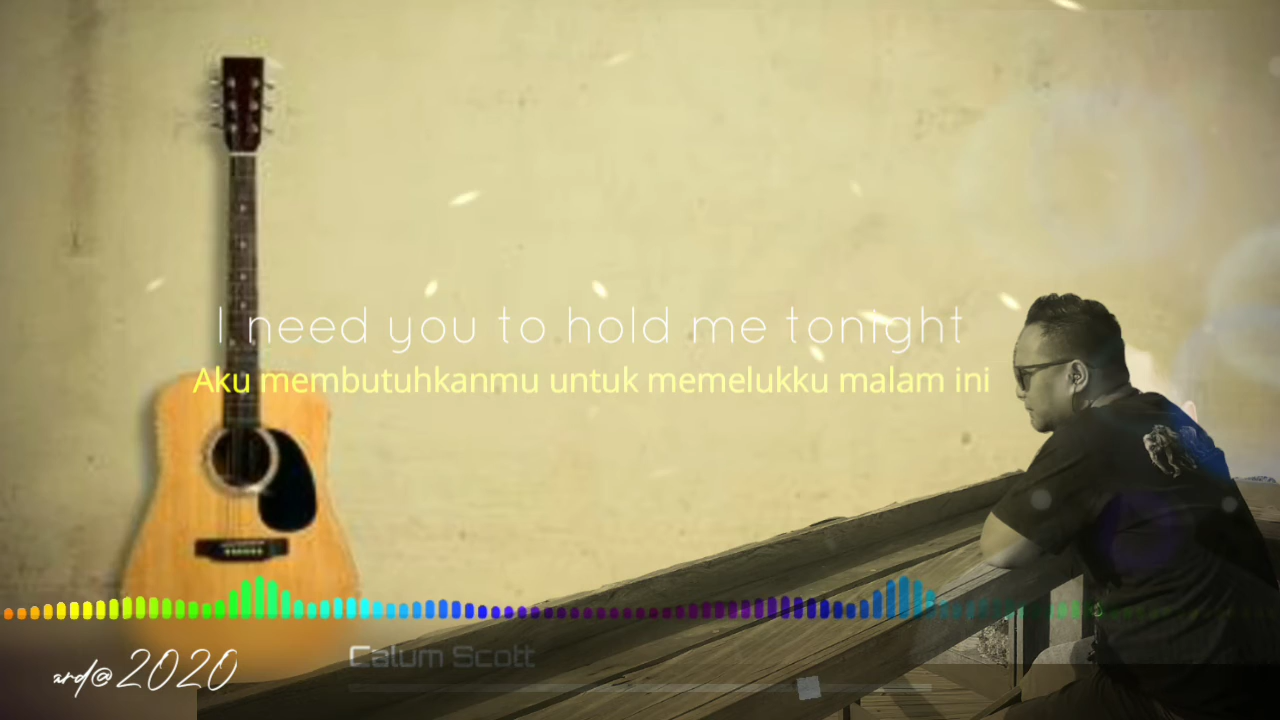 I need you to hold me tonight
Aku membutuhkanmu untuk memelukku malam ini
Calum Scott
ard@2020